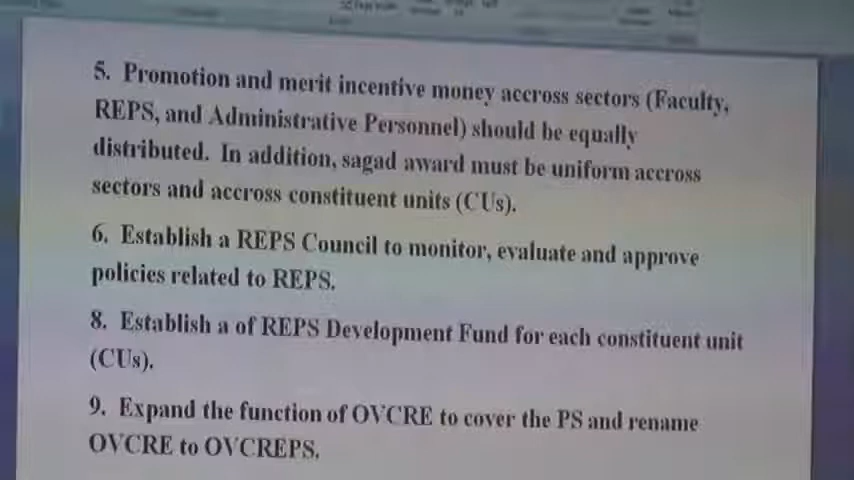 5. Promotion and merit incentive money accross sectors (Faculty,
REPS, and Administrative Personnel) should be equally
distributed. In addition, sagad award must be uniform accross
sectors and accross constituent units (CUs).
6. Establish a REPS Council to monitor, evaluate and approve
policies related to REPS.
8. Establish a of REPS Development Fund for each constituent unit
(CUs).
9. Expand the function of OVCRE to cover the PS and rename
OVCRE to OVCREPS.